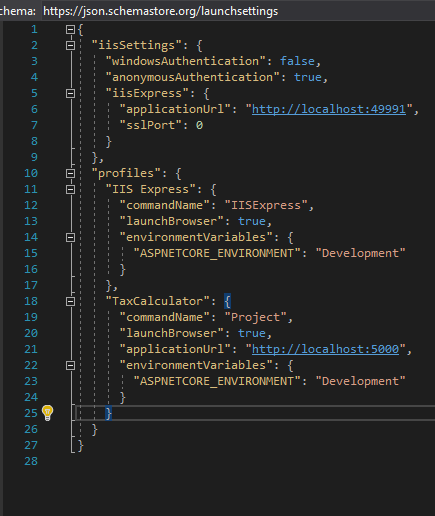 chema: https://json.schemastore.org/launchsettings
1 {
2 "iisSettings": {
3 "windowsAuthentication": false,
4 "anonymousAuthentication": true,
5 "iisExpress": {
6 "applicationUrl": "http://localhost:49991",
7 "sslPort": 0
8 }
9 },
10 "profiles": {
11 "IIS Express": {
12 "commandName": "IISExpress",
13 "launchBrowser": true,
14 "environmentVariables": {
15 "ASPNETCORE_ENVIRONMENT": "Development"
16 }
17 },
18 "TaxCalculator": {
19 "commandName": "Project",
20 "launchBrowser": true,
21 "applicationUrl": "http://localhost:5000",
22 "environmentVariables": {
23 "ASPNETCORE_ENVIRONMENT": "Development"
24 }
25 }
26 }
27 }
28